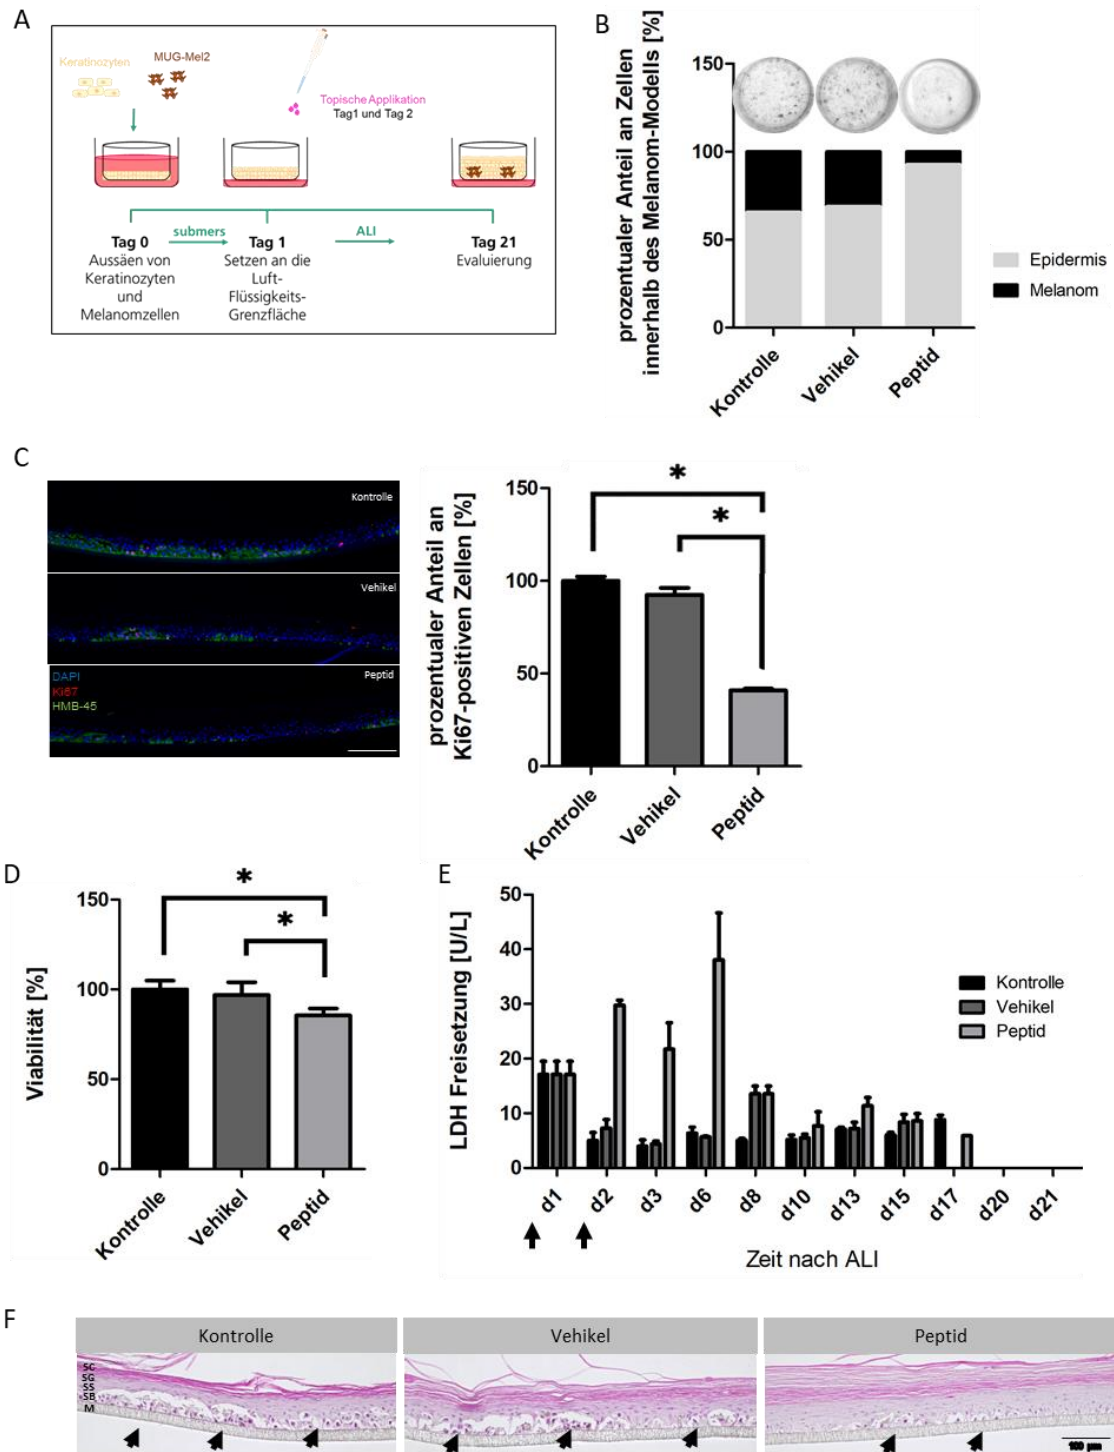 A
Keratinozyten
MUG-Mel2
Topische Applikation
Tag1 und Tag 2
submers
ALI
Tag 0
Aussäen von
Keratinozyten
und
Melanomzellen
Tag 1
Setzen an die
Luft-
Flüssigkeits-
Grenzfläche
Tag 21
Evaluierung
B
prozentualer Anteil an Zellen
innerhalb des Melanom-Modells [%]
150
100
50
0
Kontrolle
Vehikel
Peptid
Epidermis
Melanom
C
Kontrolle
Vehikel
Peptid
DAPI
Ki67
HMB-45
prozentualer Anteil an
Ki67-positiven Zellen [%]
150
100
50
0
*
*
Kontrolle
Vehikel
Peptid
D
Viabilität [%]
150
100
50
0
*
*
Kontrolle
Vehikel
Peptid
E
LDH Freisetzung [U/L]
50
40
30
20
10
0
Kontrolle
Vehikel
Peptid
d1
d2
d3
d6
d8
d10
d13
d15
d17
d20
d21
Zeit nach ALI
F
Kontrolle
Vehikel
Peptid
SC
SG
SS
SB
M
100 µm